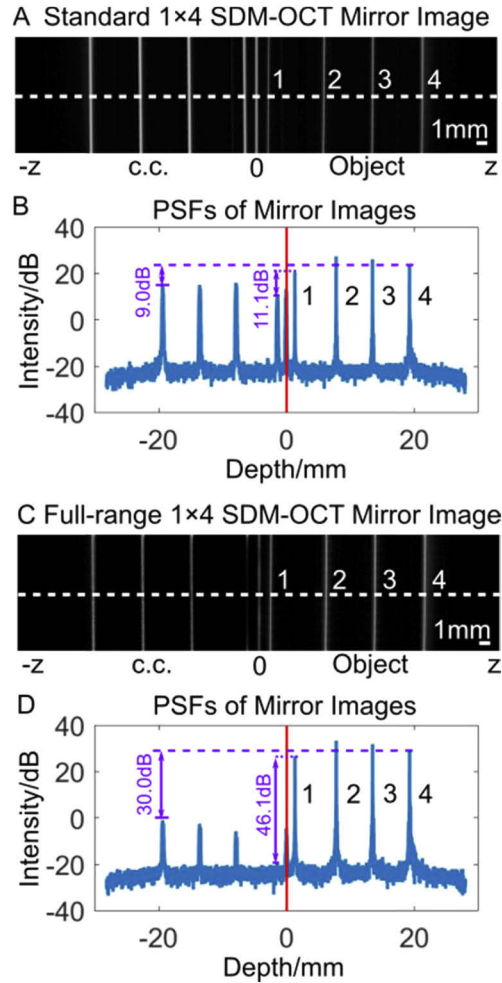 A Standard 1×4 SDM-OCT Mirror Image
1 2 3 4
1mm
-z c.c. 0 Object z
B PSFs of Mirror Images
Intensity/dB
40
20
0
-20
-40
9.0dB
11.1dB
1 2 3 4
-20 0 20
Depth/mm
C Full-range 1×4 SDM-OCT Mirror Image
1 2 3 4
1mm
-z c.c. 0 Object z
D PSFs of Mirror Images
Intensity/dB
40
20
0
-20
-40
30.0dB
46.1dB
1 2 3 4
-20 0 20
Depth/mm